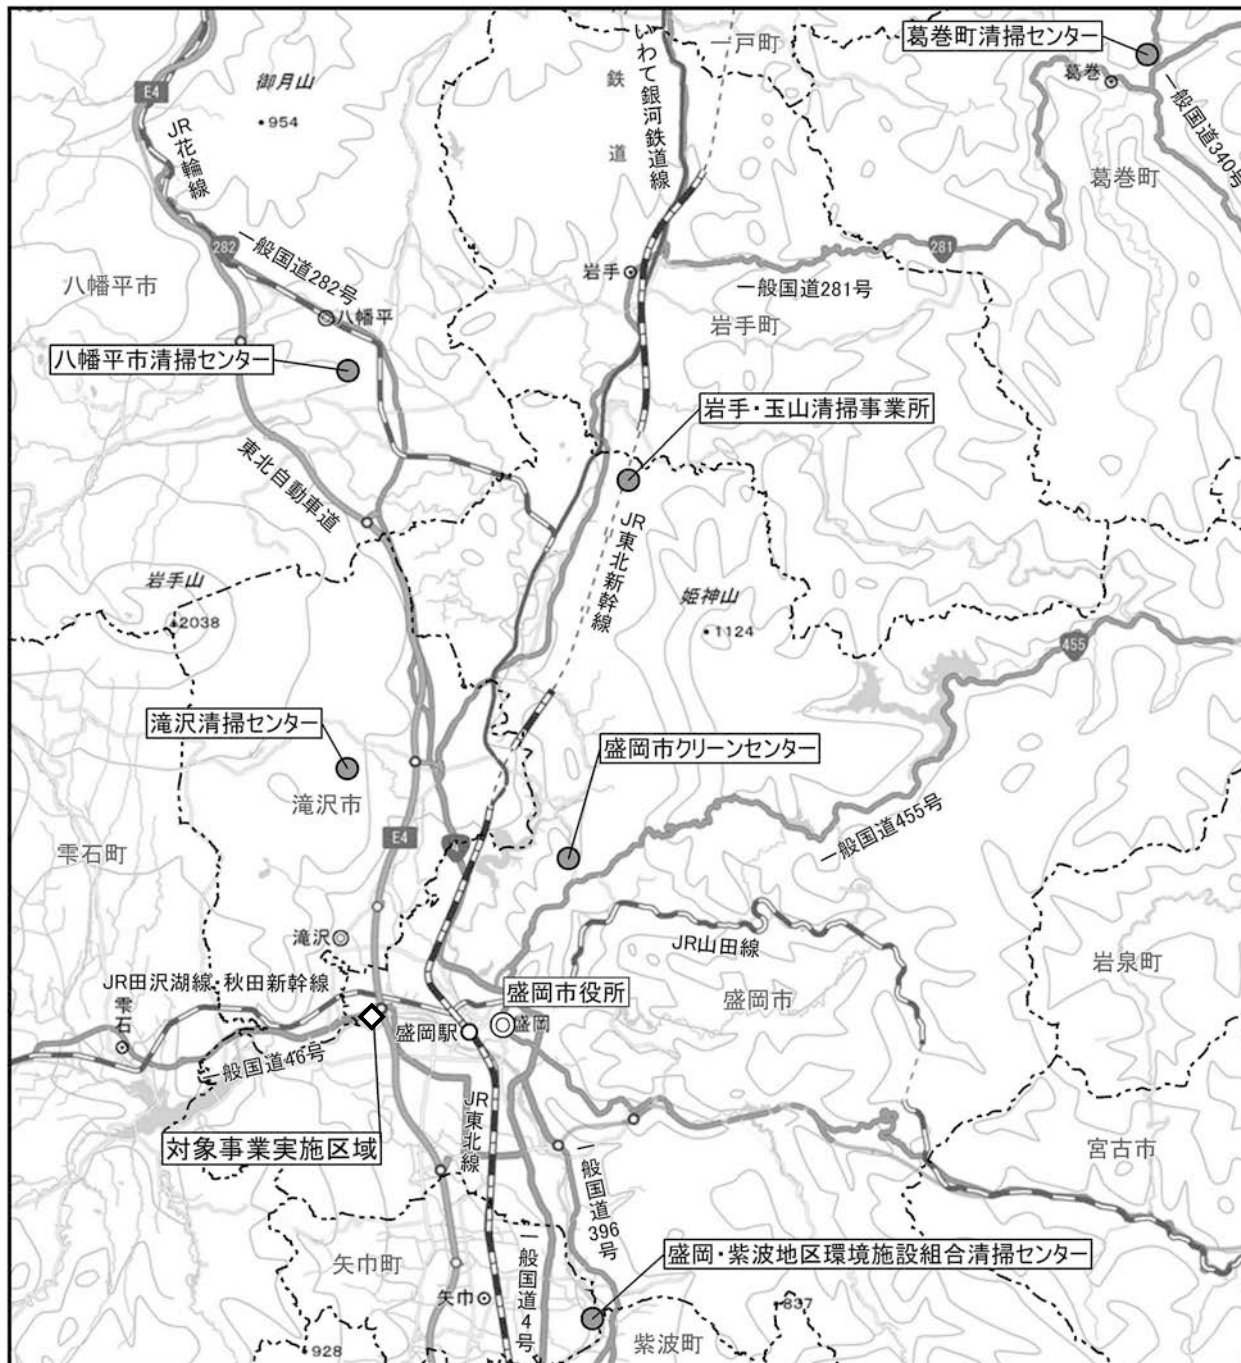 葛巻町清掃センター
一戸町
いわて銀河鉄道線
鉄道
E4
御月山
954
JR花輪線
葛巻
一般国道340号
葛巻町
282
一般国道282号
281
一般国道281号
岩手
岩手町
八幡平市
八幡平
八幡平市清掃センター
岩手・玉山清掃事業所
東北自動車道
JR東北新幹線
岩手山
2038
姫神山
1124
455
滝沢清掃センター
盛岡市クリーンセンター
滝沢市
E4
4
一般国道455号
雫石町
滝沢
JR山田線
岩泉町
JR田沢湖線・秋田新幹線
盛岡市役所
盛岡市
雫石
盛岡駅
盛岡
一般国道46号
JR東北線
対象事業実施区域
一般国道396号
宮古市
矢巾町
一般国道4号
盛岡・紫波地区環境施設組合清掃センター
矢巾
837
紫波町
928